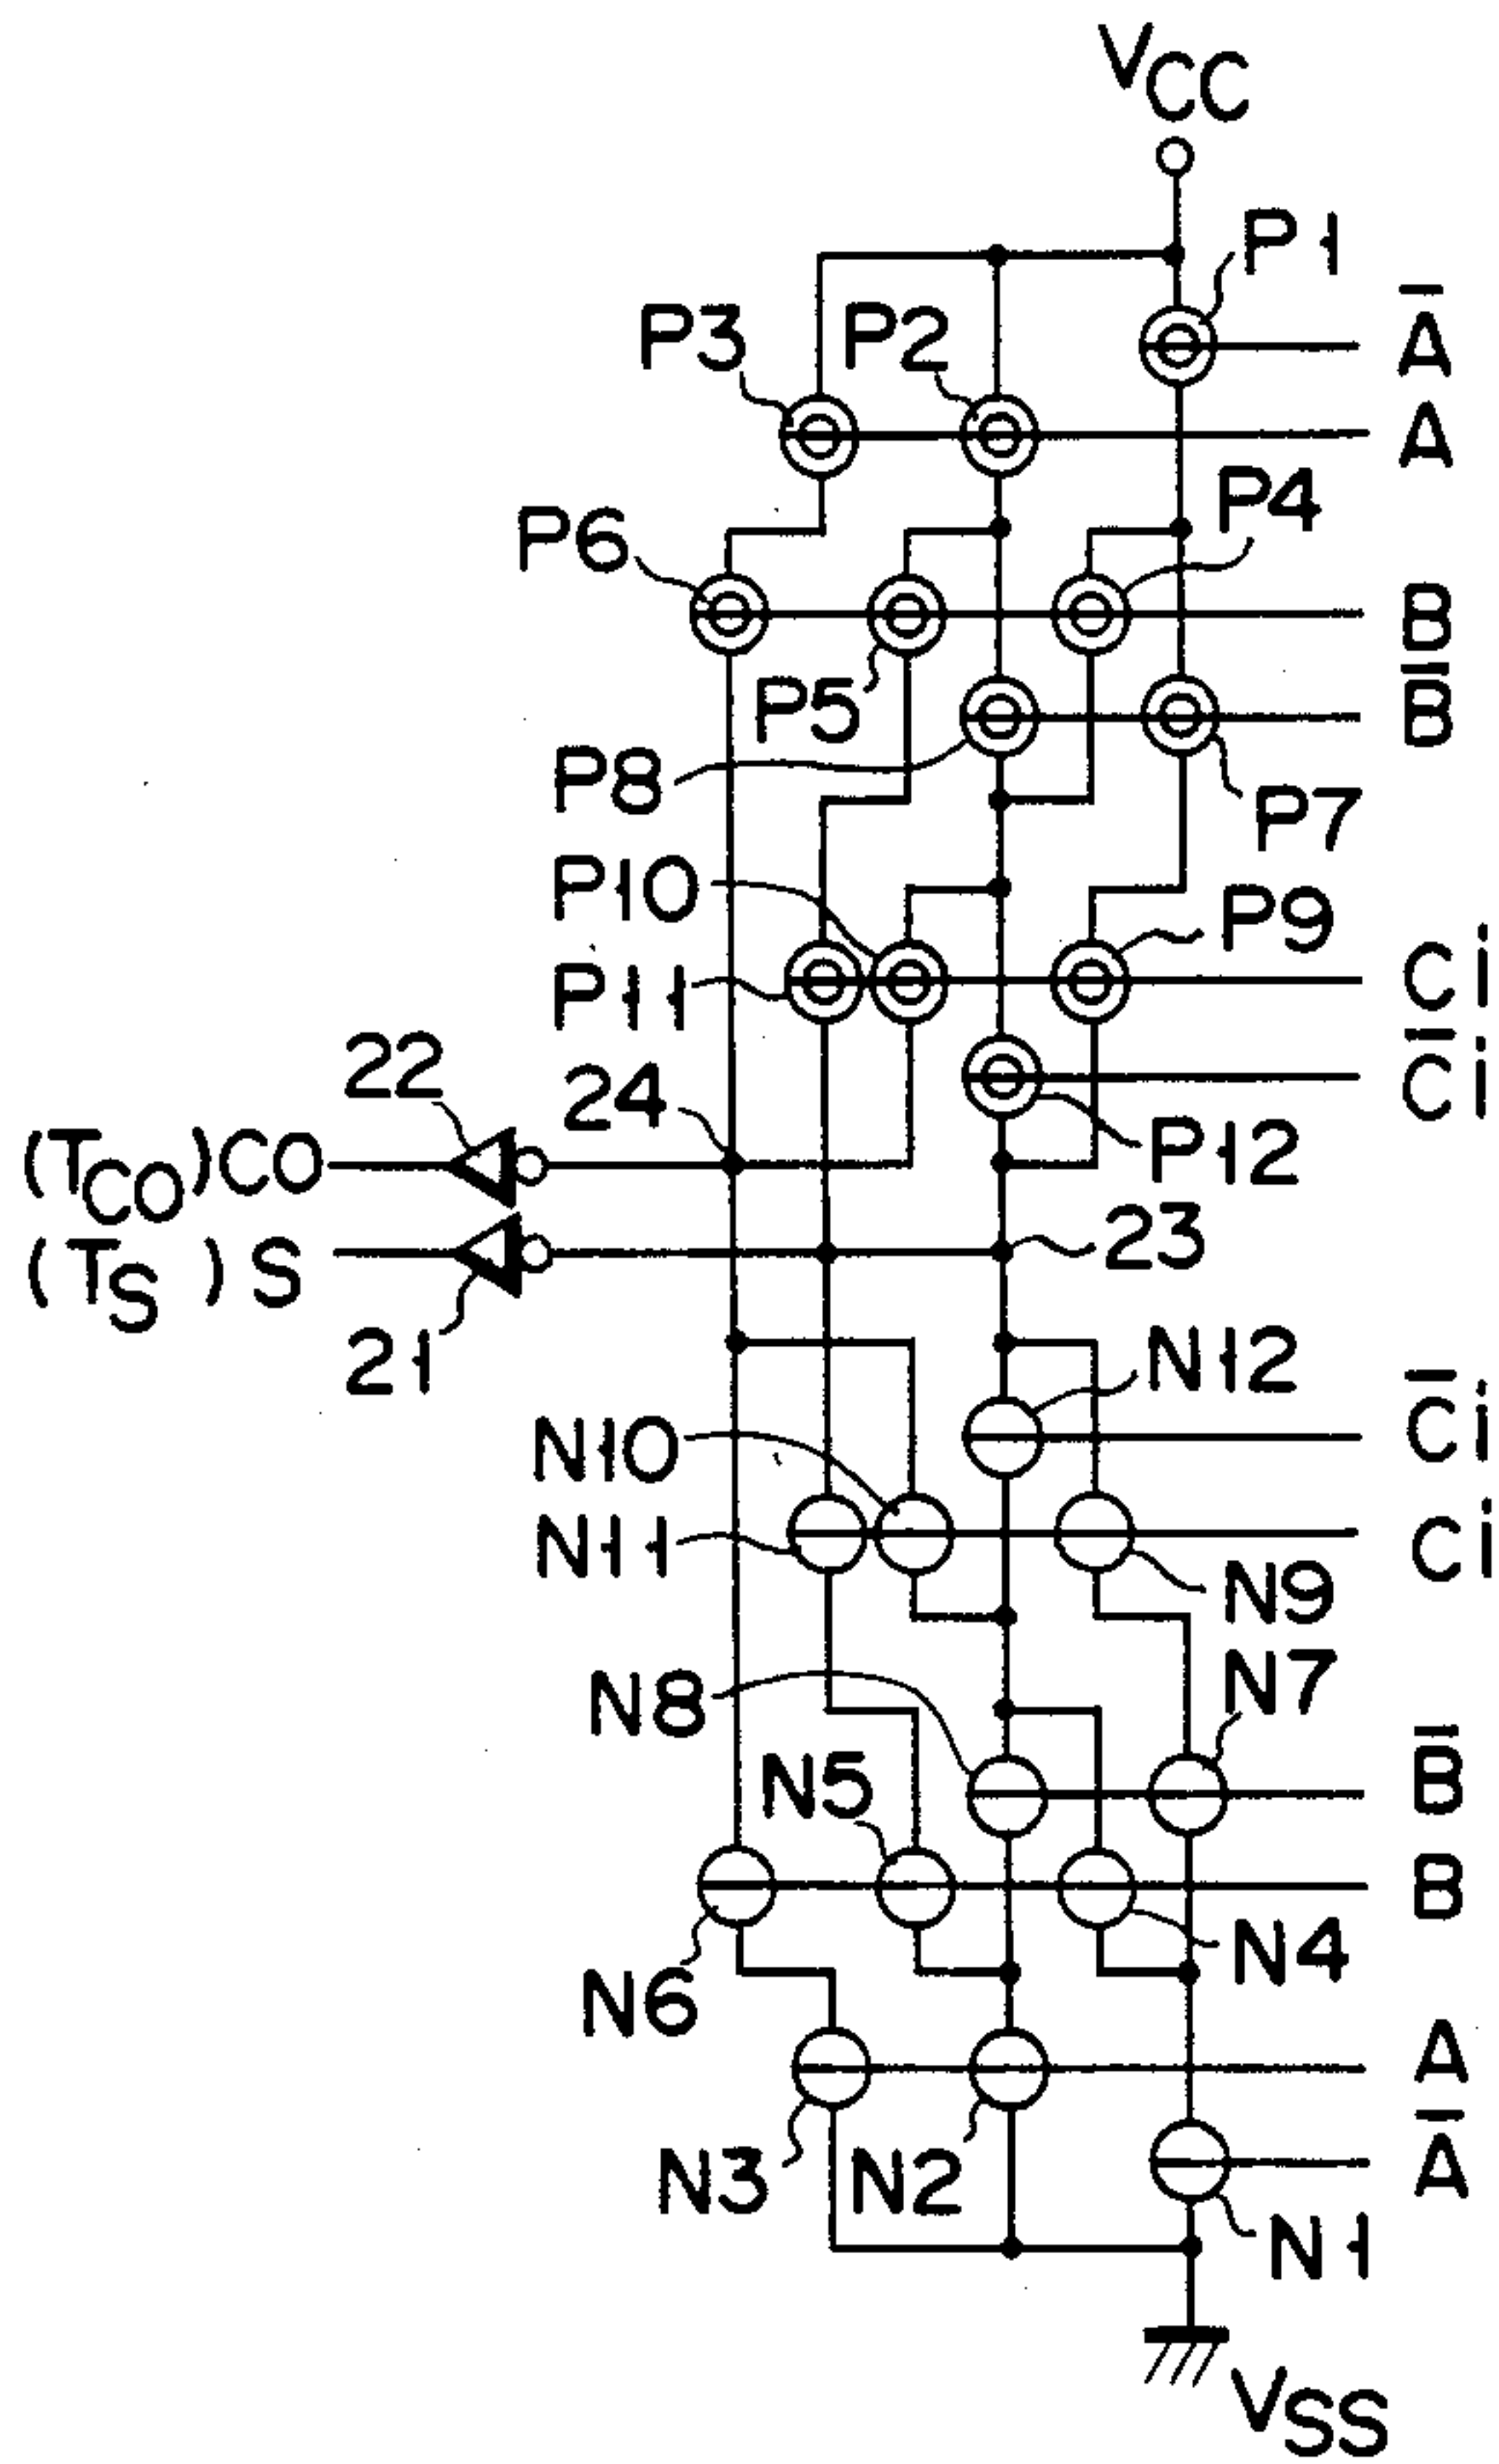 VCC
P1
A̅
P3 P2
A
P4
P6
B
P5
B̅
P8
P7
P10
P9
P11
Ci
22
24
C̅i̅
(TCO)CO
P12
23
(TS)S
21
N12
C̅i̅
N10
N11
Ci
N9
N8
N7
N5
B̅
B
N6
N4
A
N3 N2
A̅
N1
VSS